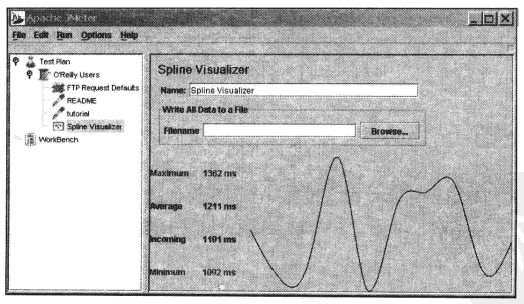 Apache JMeter
File Edit Run Options Help
Test Plan
O'Reilly Users
FTP Request Defaults
README
tutorial
Spline Visualizer
WorkBench
Spline Visualizer
Name: Spline Visualizer
Write All Data to a File
Filename Browse...
Maximum 1362 ms
Average 1211 ms
Incoming 1191 ms
Minimum 1092 ms